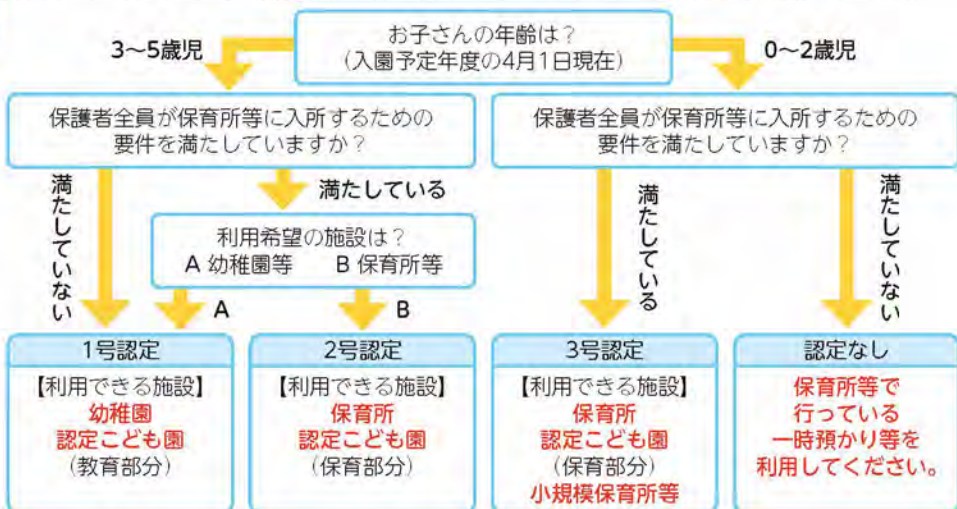 お子さんの年齢は？
(入園予定年度の4月1日現在)
3〜5歳児
0〜2歳児
保護者全員が保育所等に入所するための
要件を満たしていますか？
保護者全員が保育所等に入所するための
要件を満たしていますか？
満たしていない
満たしている
利用希望の施設は？
A 幼稚園等　B 保育所等
A
B
満たしている
満たしていない
1号認定
【利用できる施設】
幼稚園
認定こども園
(教育部分)
2号認定
【利用できる施設】
保育所
認定こども園
(保育部分)
3号認定
【利用できる施設】
保育所
認定こども園
(保育部分)
小規模保育所等
認定なし
保育所等で
行っている
一時預かり等を
利用してください。